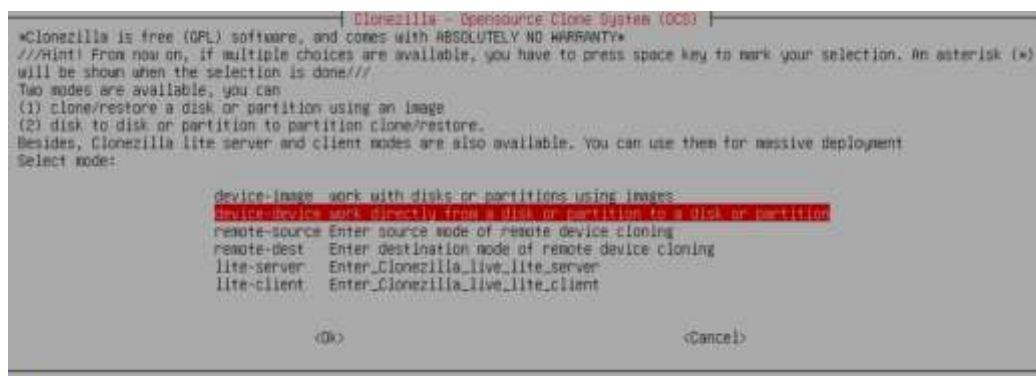 Clonezilla - Opensource Clone System (OCS)
*Clonezilla is free (GPL) software, and comes with ABSOLUTELY NO WARRANTY*
///Hint! From now on, if multiple choices are available, you have to press space key to mark your selection. An asterisk (*)
will be shown when the selection is done///
Two modes are available, you can
(1) clone/restore a disk or partition using an image
(2) disk to disk or partition to partition clone/restore.
Besides, Clonezilla lite server and client modes are also available. You can use them for massive deployment
Select mode:
device-image work with disks or partitions using images
device-device work directly from a disk or partition to a disk or partition
remote-source Enter source mode of remote device cloning
remote-dest Enter destination mode of remote device cloning
lite-server Enter_Clonezilla_live_lite_server
lite-client Enter_Clonezilla_live_lite_client
<Ok> <Cancel>